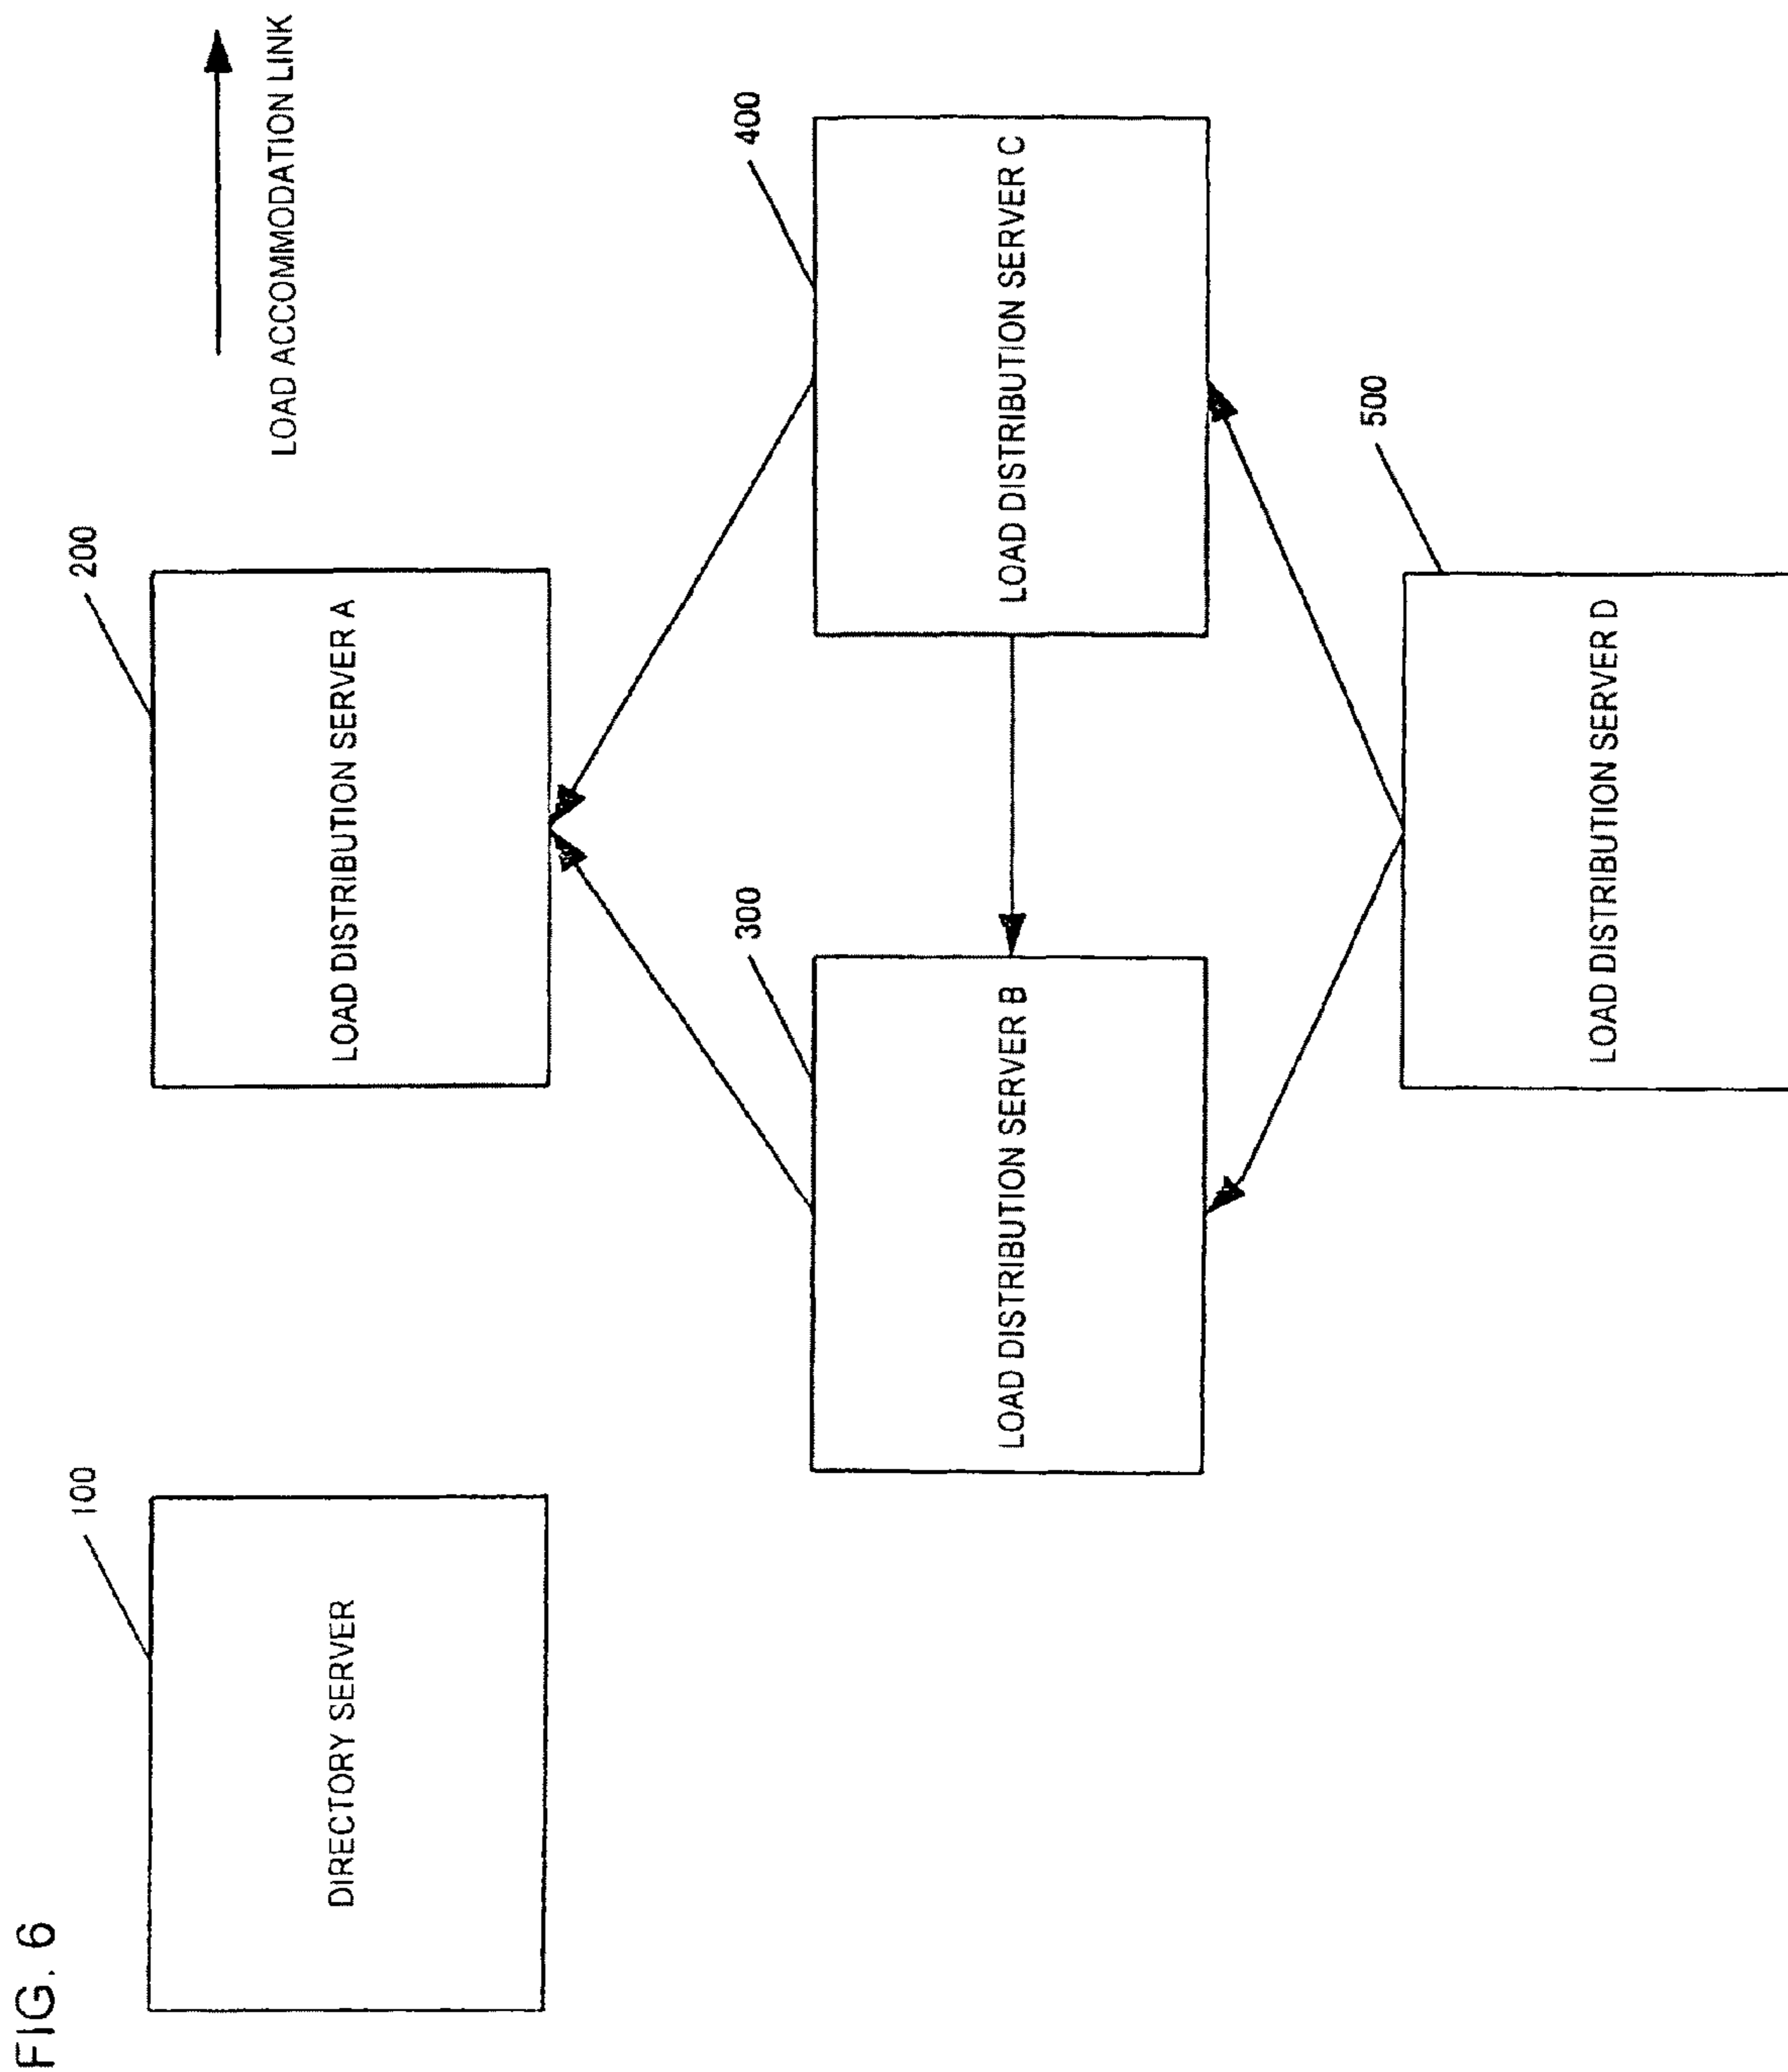 FIG. 6
100
DIRECTORY SERVER
200
LOAD DISTRIBUTION SERVER A
LOAD ACCOMMODATION LINK
300
LOAD DISTRIBUTION SERVER B
400
LOAD DISTRIBUTION SERVER C
500
LOAD DISTRIBUTION SERVER D